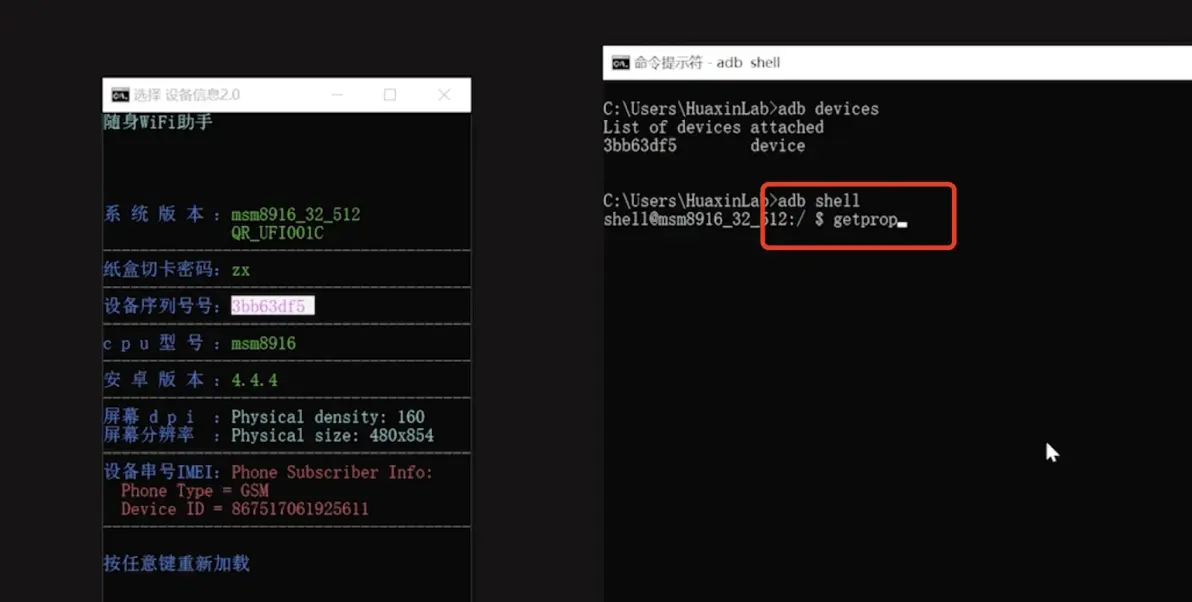 选择 设备信息2.0
随身WiFi助手
系 统 版 本 : msm8916_32_512
QR_UFI001C
纸盒切卡密码: zx
设备序列号号: 3bb63df5
c p u 型 号 : msm8916
安 卓 版 本 : 4.4.4
屏幕 d p i : Physical density: 160
屏幕分辨率 : Physical size: 480x854
设备串号IMEI: Phone Subscriber Info:
Phone Type = GSM
Device ID = 867517061925611
按任意键重新加载
命令提示符 - adb shell
C:\Users\HuaxinLab>adb devices
List of devices attached
3bb63df5 device
C:\Users\HuaxinLab>adb shell
shell@msm8916_32_512:/ $ getprop